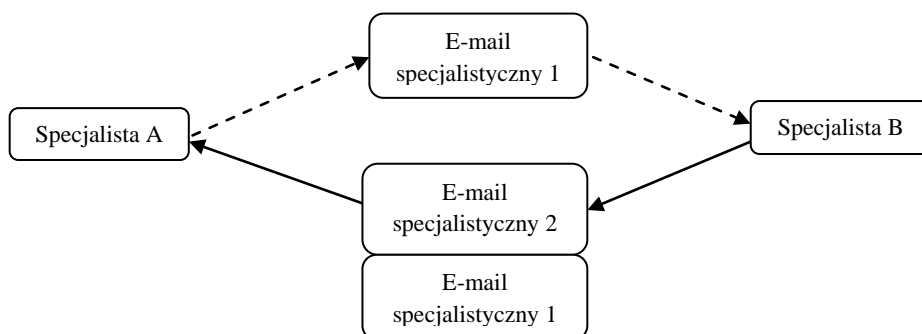 E-mail
specjalistyczny 1
Specjalista A
Specjalista B
E-mail
specjalistyczny 2
E-mail
specjalistyczny 1